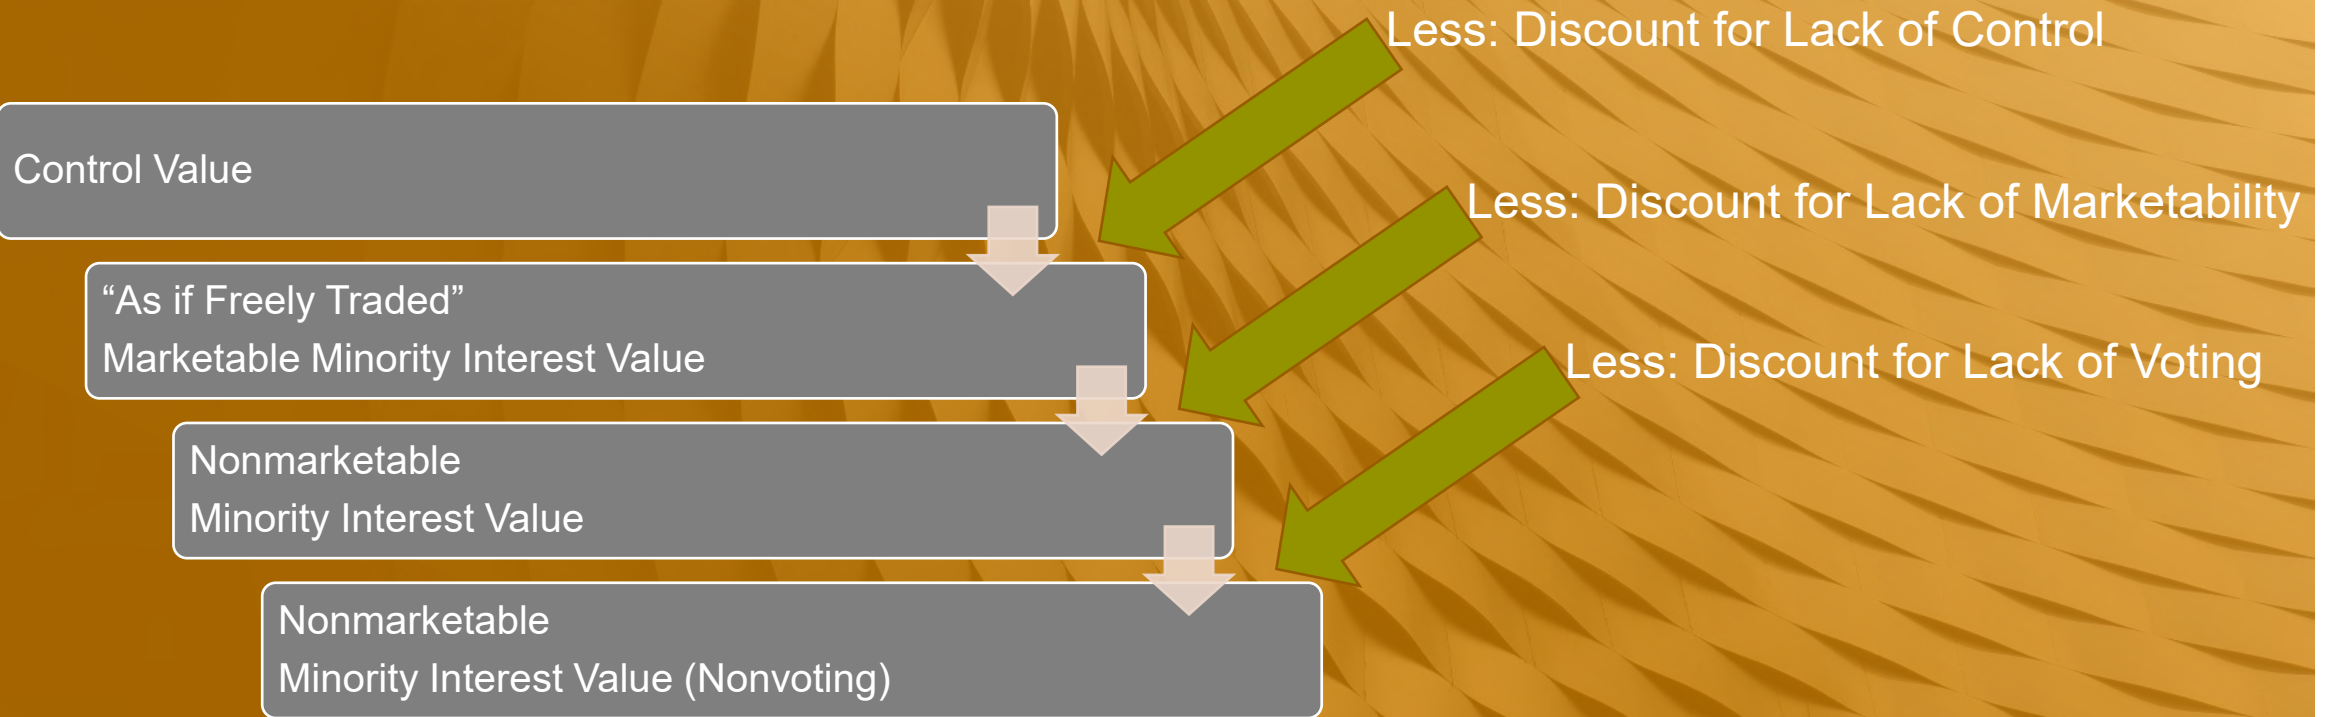 Less: Discount for Lack of Control
Control Value
Less: Discount for Lack of Marketability
“As if Freely Traded”
Marketable Minority Interest Value
Less: Discount for Lack of Voting
Nonmarketable
Minority Interest Value
Nonmarketable
Minority Interest Value (Nonvoting)